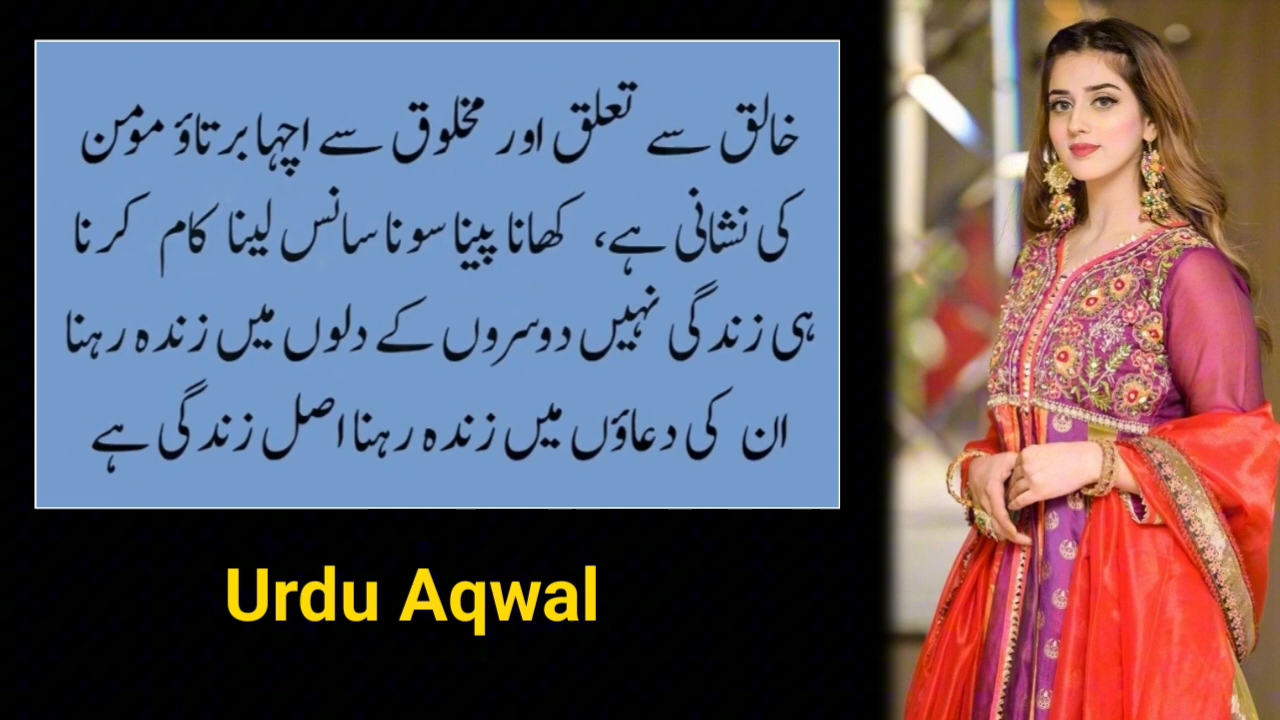 خالق سے تعلق اور مخلوق سے اچہا برتاؤ مومن
کی نشانی ہے، کھانا پینا سونا سانس لینا کام کرنا
ہی زندگی نہیں دوسروں کے دلوں میں زندہ رہنا
ان کی دعاؤں میں زندہ رہنا اصل زندگی ہے
Urdu Aqwal